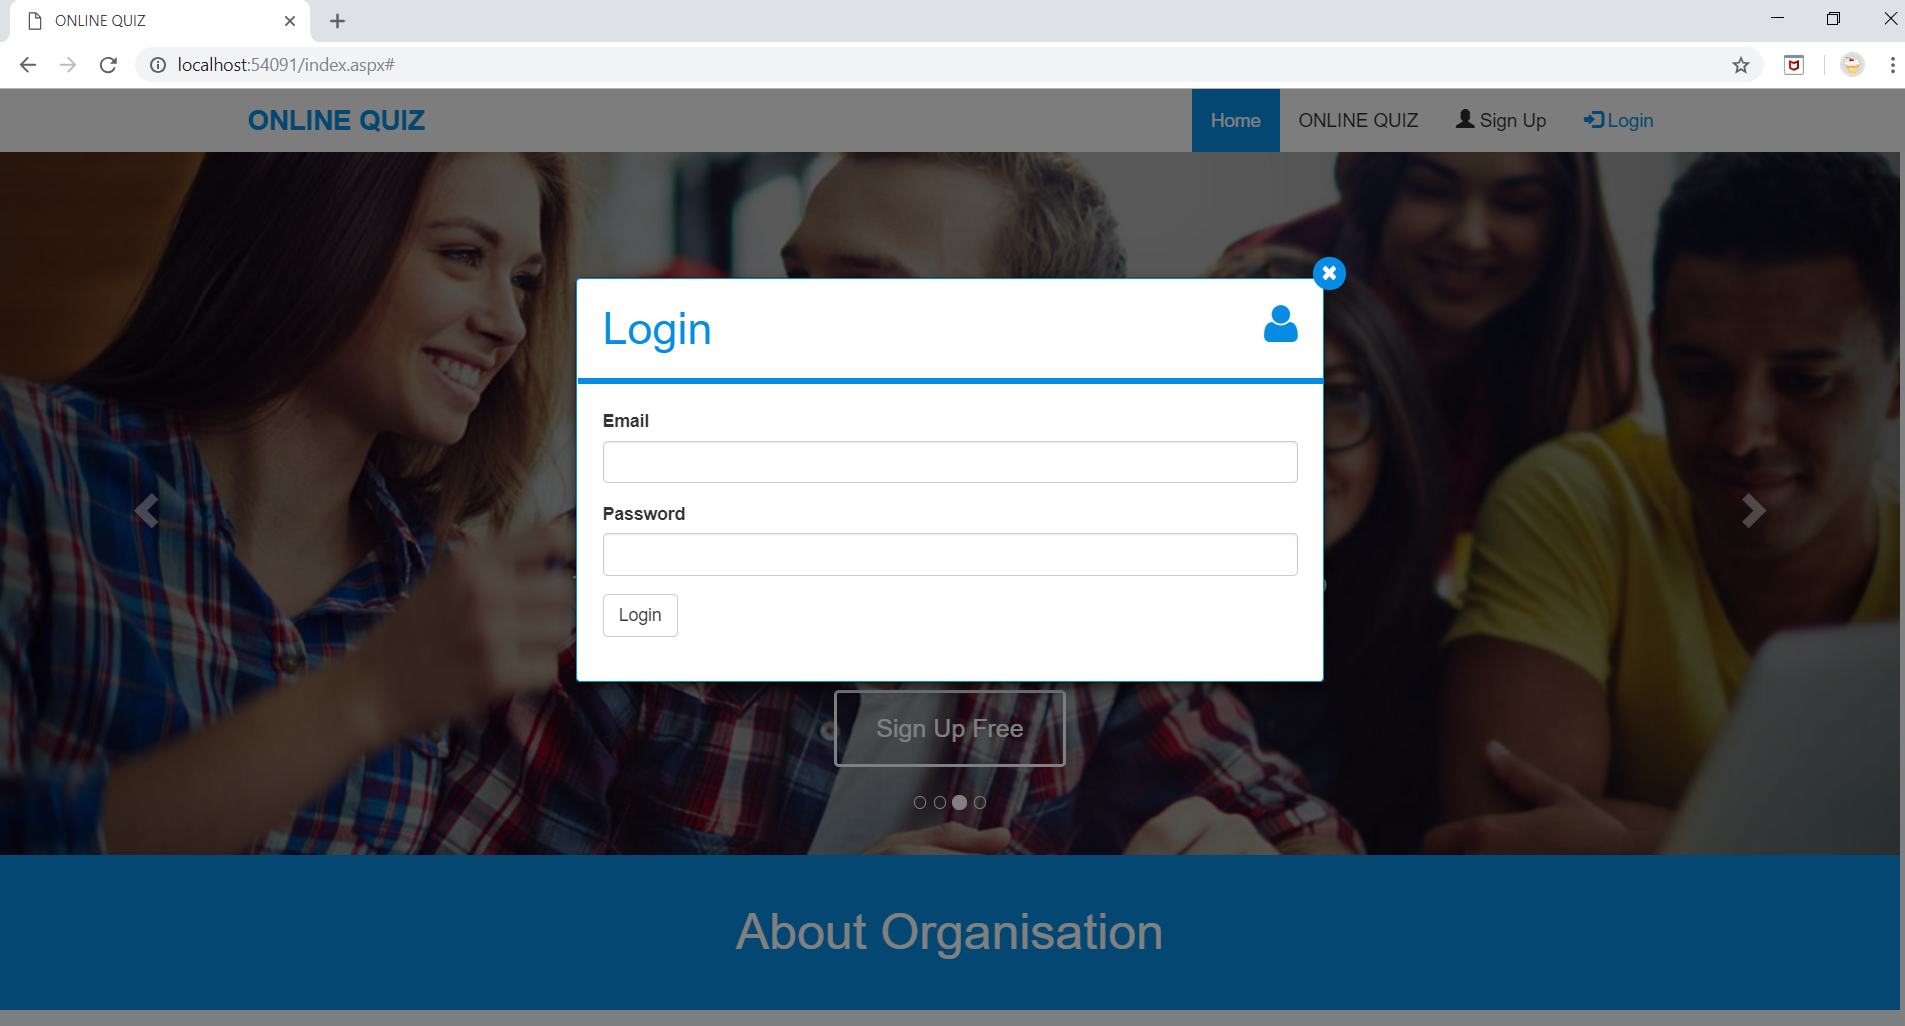 ONLINE QUIZ
localhost:54091/index.aspx#
ONLINE QUIZ
Home
ONLINE QUIZ
Sign Up
Login
Login
Email
Password
Login
Sign Up Free
About Organisation